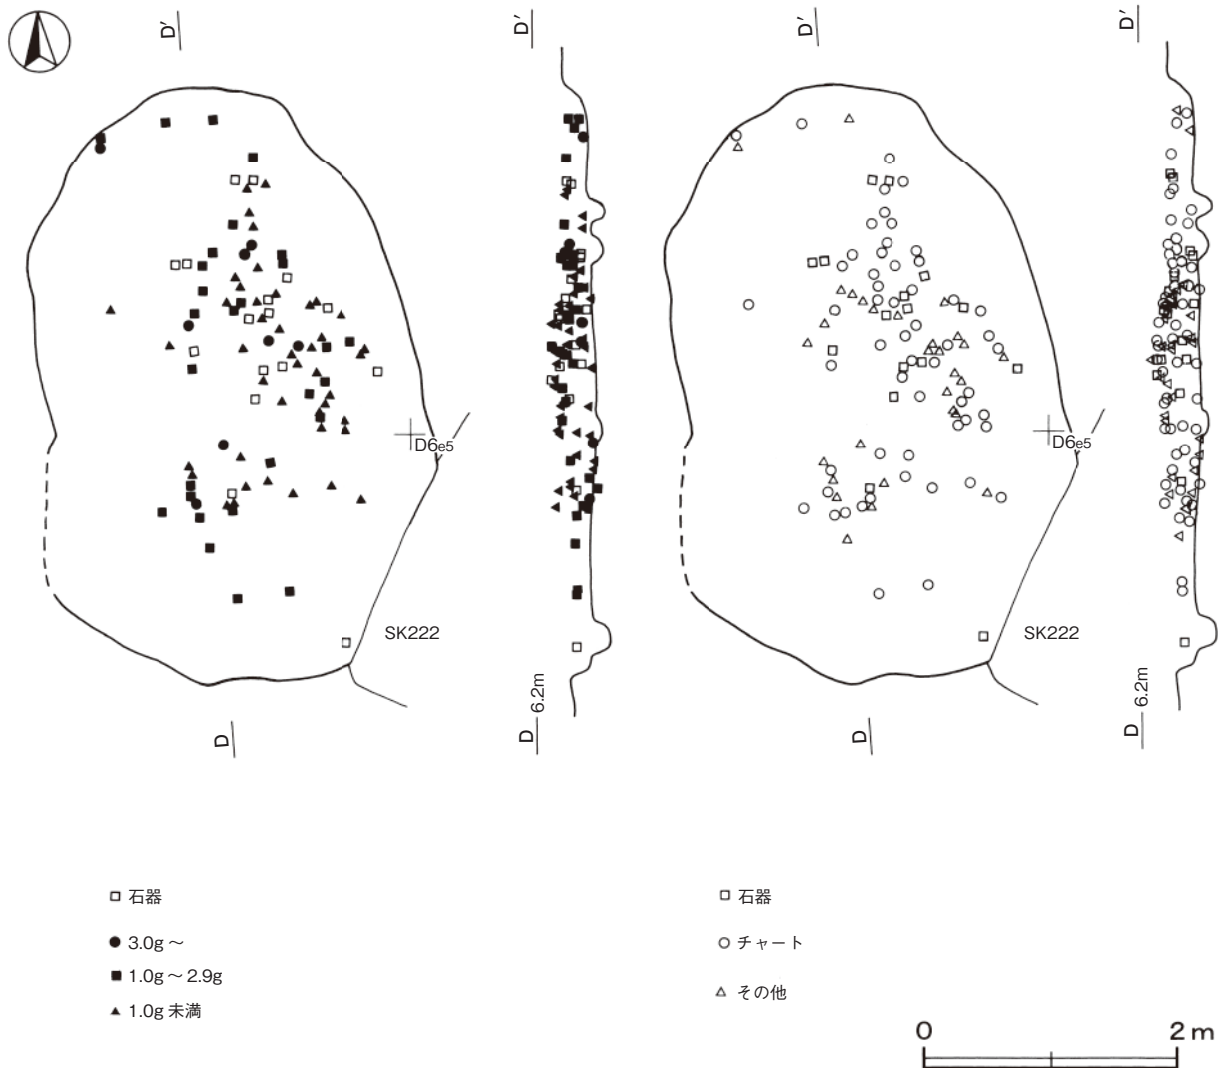 D′
D′
D′
D′
D6e5
D6e5
SK222
SK222
6.2m
6.2m
D
D
D
D
石器
3.0g～
1.0g～2.9g
1.0g 未満
石器
チャート
その他
0 2 m